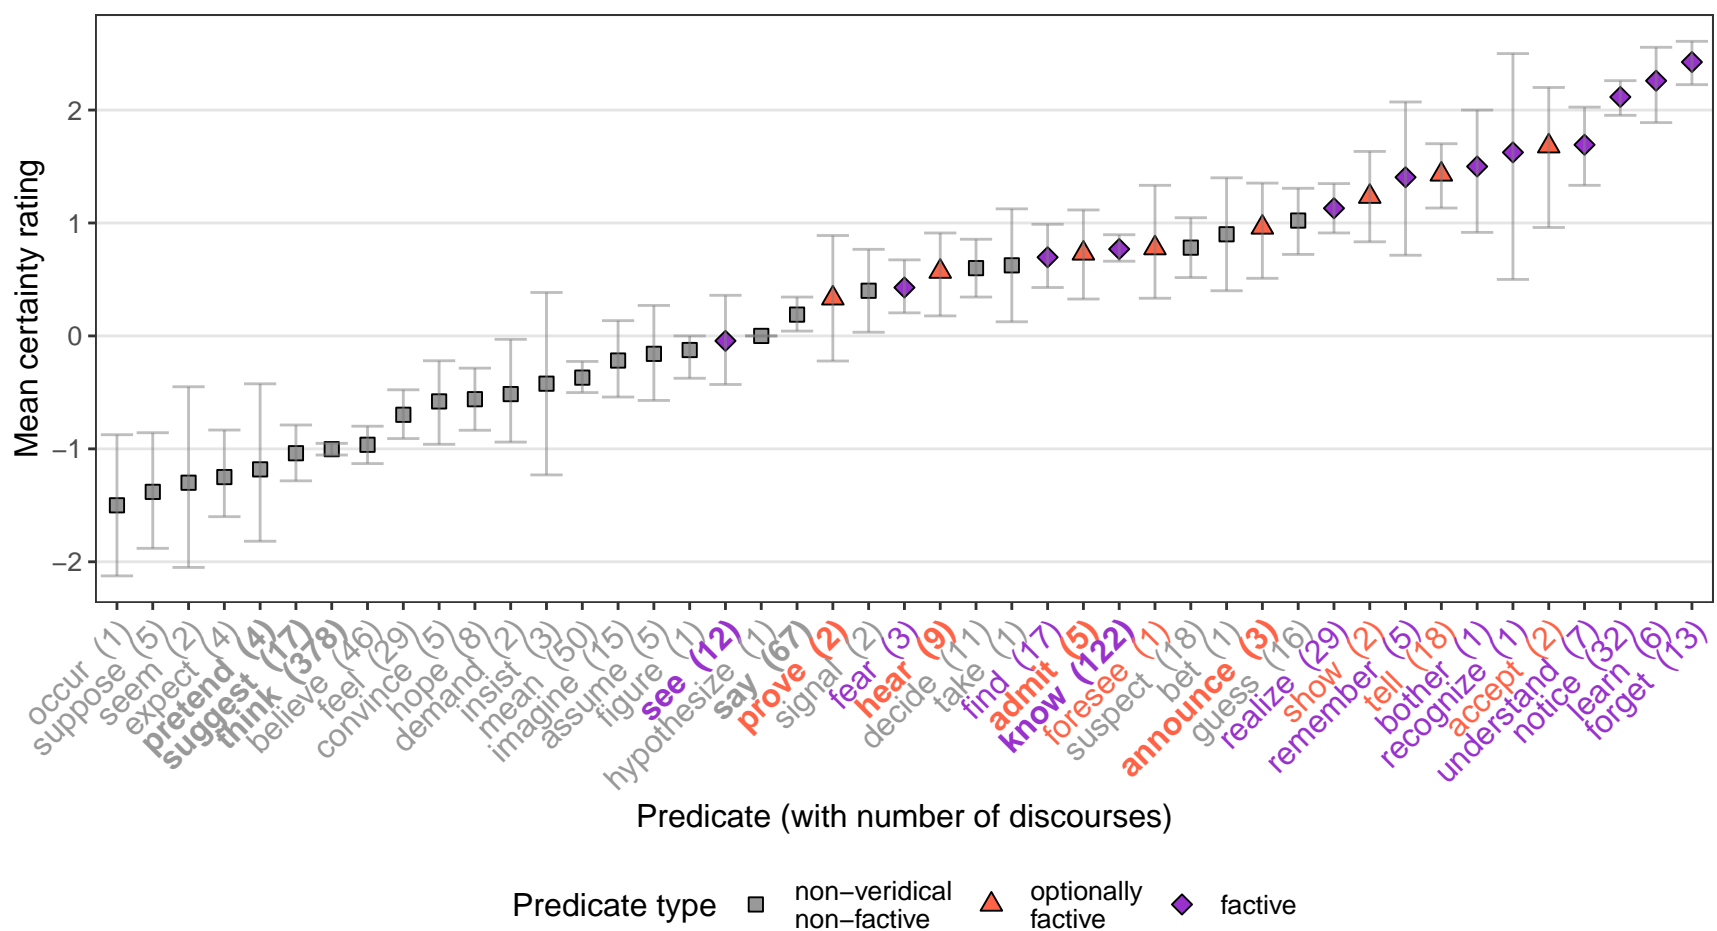 2
1
0
−1
−2
Mean certainty rating
occur (1)
suppose (5)
seem (2)
expect (4)
pretend (4)
suggest (17)
think (378)
believe (46)
feel (29)
convince (5)
hope (8)
demand (2)
insist (3)
mean (50)
imagine (15)
assume (5)
figure (1)
see (12)
hypothesize (1)
say (67)
prove (2)
signal (2)
fear (3)
hear (9)
decide (11)
take (1)
find (17)
admit (5)
know (122)
foresee (1)
suspect (18)
bet (1)
announce (3)
guess (16)
realize (29)
show (2)
remember (5)
tell (18)
bother (1)
recognize (1)
accept (2)
understand (7)
notice (32)
learn (6)
forget (13)
Predicate (with number of discourses)
Predicate type
non−veridical
non−factive
optionally
factive
factive